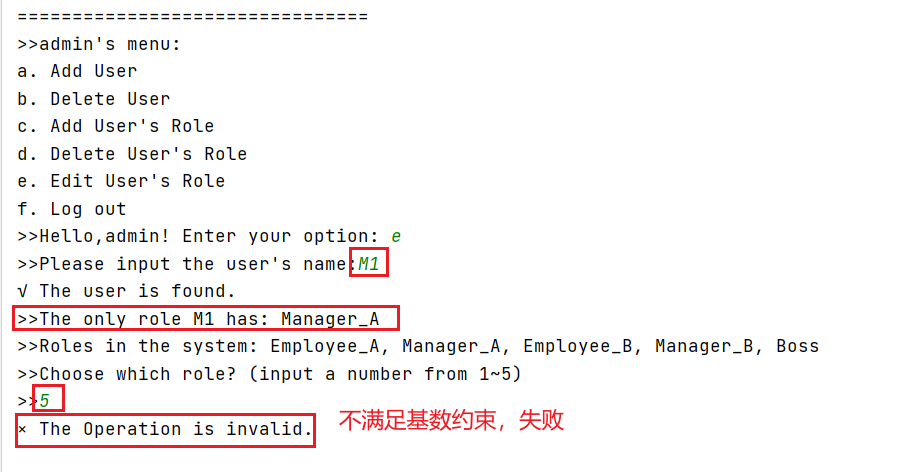 ================================
>>admin's menu:
a. Add User
b. Delete User
c. Add User's Role
d. Delete User's Role
e. Edit User's Role
f. Log out
>>Hello,admin! Enter your option: e
>>Please input the user's name:M1
√ The user is found.
>>The only role M1 has: Manager_A
>>Roles in the system: Employee_A, Manager_A, Employee_B, Manager_B, Boss
>>Choose which role? (input a number from 1~5)
>>5
× The Operation is invalid. 不满足基数约束，失败